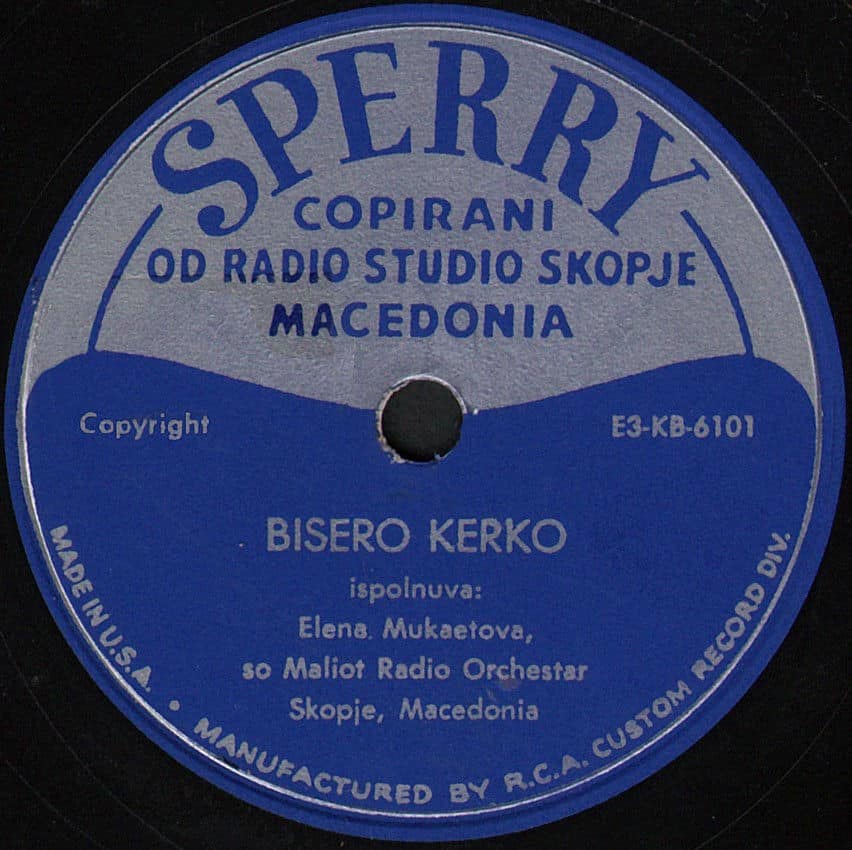 SPERRY
COPIRANI
OD RADIO STUDIO SKOPJE
MACEDONIA
Copyright
E3-KB-6101
BISERO KERKO
ispolnuva:
Elena Mukaetova,
so Maliot Radio Orchestar
Skopje, Macedonia
MADE IN U.S.A. • MANUFACTURED BY R.C.A. CUSTOM RECORD DIV.